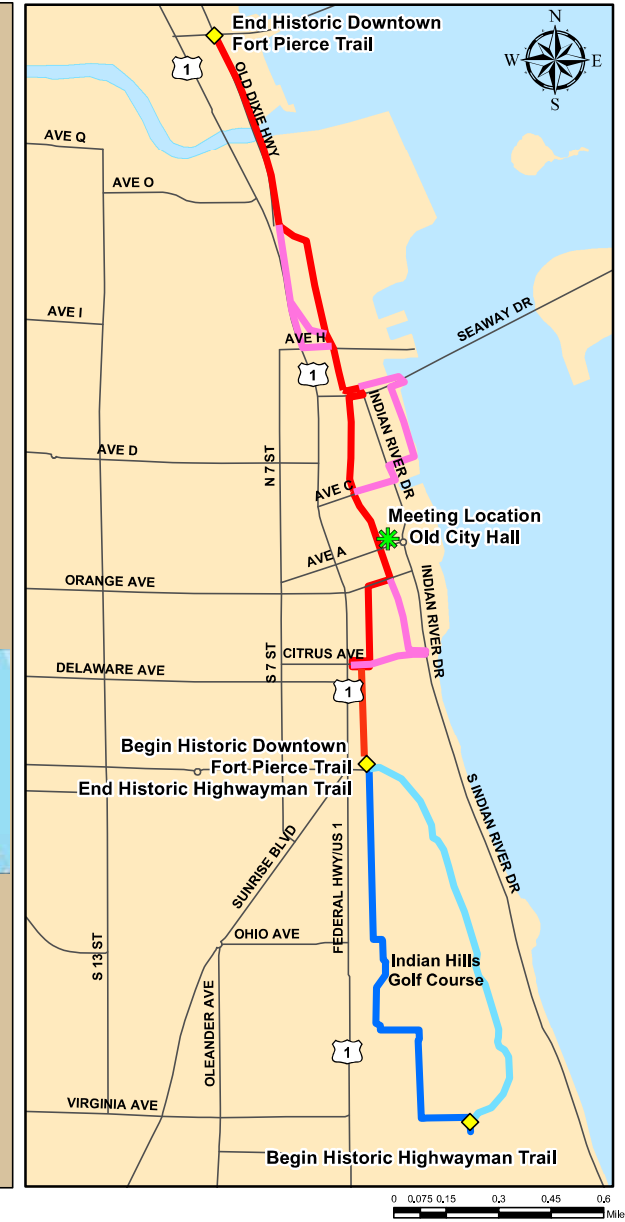 End Historic Downtown
Fort Pierce Trail
N
W E
S
1
OLD DIXIE HWY
AVE Q
AVE O
AVE I
SEAWAY DR
AVE H
1
INDIAN RIVER DR
AVE D
N 7 ST
AVE C
Meeting Location
Old City Hall
AVE A
ORANGE AVE
INDIAN RIVER DR
CITRUS AVE
S 7 ST
DELAWARE AVE
1
Begin Historic Downtown
Fort Pierce Trail
End Historic Highwayman Trail
S INDIAN RIVER DR
SUNRISE BLVD
FEDERAL HWY/US 1
OHIO AVE
S 13 ST
Indian Hills
Golf Course
OLEANDER AVE
1
VIRGINIA AVE
Begin Historic Highwayman Trail
0 0.075 0.15 0.3 0.45 0.6
Mile